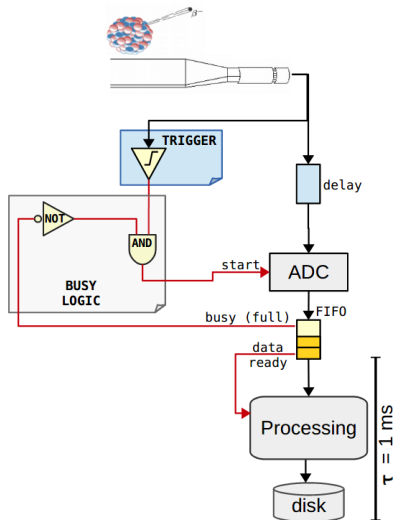 β⁻
TRIGGER
delay
NOT
AND
BUSY
LOGIC
start
ADC
busy (full)
FIFO
data
ready
Processing
disk
τ = 1 ms